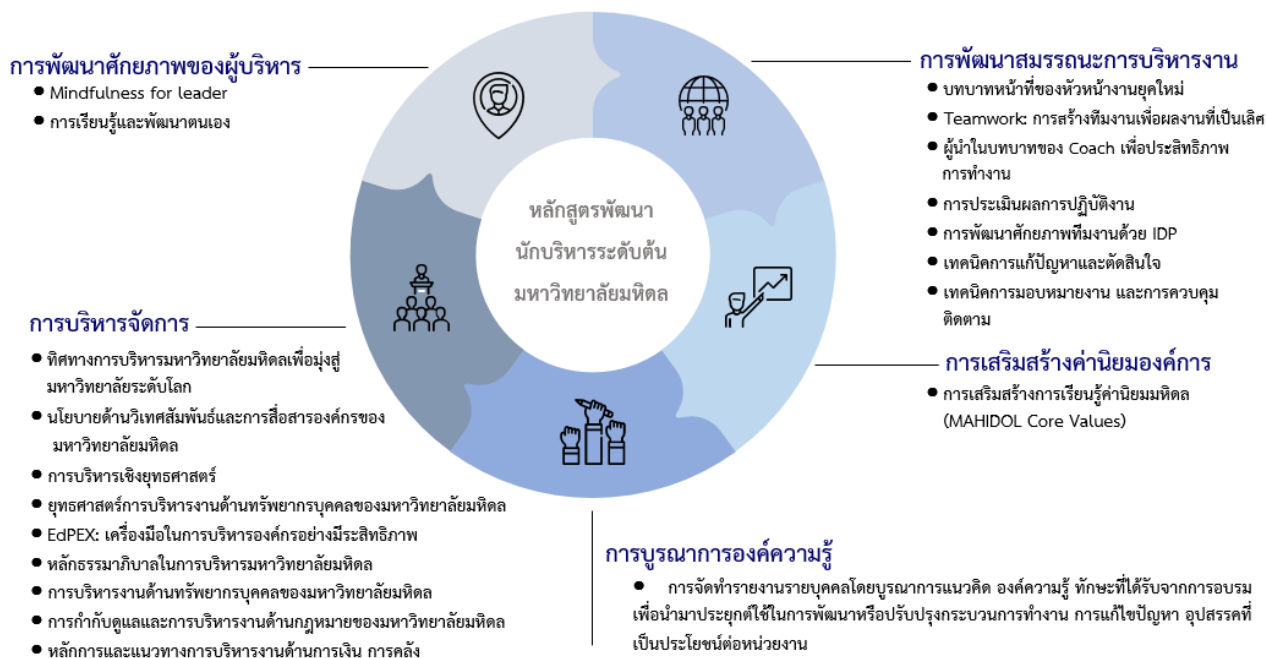 การพัฒนาศักยภาพของผู้บริหาร
● Mindfulness for leader
● การเรียนรู้และพัฒนาตนเอง
การพัฒนาสมรรถนะการบริหารงาน
● บทบาทหน้าที่ของหัวหน้างานยุคใหม่
● Teamwork: การสร้างทีมงานเพื่อผลงานที่เป็นเลิศ
● ผู้นำในบทบาทของ Coach เพื่อประสิทธิภาพ
การทำงาน
● การประเมินผลการปฏิบัติงาน
● การพัฒนาศักยภาพทีมงานด้วย IDP
● เทคนิคการแก้ปัญหาและตัดสินใจ
● เทคนิคการมอบหมายงาน และการควบคุม
ติดตาม
หลักสูตรพัฒนา
นักบริหารระดับต้น
มหาวิทยาลัยมหิดล
การบริหารจัดการ
● ทิศทางการบริหารมหาวิทยาลัยมหิดลเพื่อมุ่งสู่
มหาวิทยาลัยระดับโลก
● นโยบายด้านวิเทศสัมพันธ์และการสื่อสารองค์กรของ
มหาวิทยาลัยมหิดล
● การบริหารเชิงยุทธศาสตร์
● ยุทธศาสตร์การบริหารงานด้านทรัพยากรบุคคลของมหาวิทยาลัยมหิดล
● EdPEX: เครื่องมือในการบริหารองค์กรอย่างมีประสิทธิภาพ
● หลักธรรมาภิบาลในการบริหารมหาวิทยาลัยมหิดล
● การบริหารงานด้านทรัพยากรบุคคลของมหาวิทยาลัยมหิดล
● การกำกับดูแลและการบริหารงานด้านกฎหมายของมหาวิทยาลัยมหิดล
● หลักการและแนวทางการบริหารงานด้านการเงิน การคลัง
การเสริมสร้างค่านิยมองค์การ
● การเสริมสร้างการเรียนรู้ค่านิยมมหิดล
(MAHIDOL Core Values)
การบูรณาการองค์ความรู้
● การจัดทำรายงานรายบุคคลโดยบูรณาการแนวคิด องค์ความรู้ ทักษะที่ได้รับจากการอบรม
เพื่อนำมาประยุกต์ใช้ในการพัฒนาหรือปรับปรุงกระบวนการทำงาน การแก้ไขปัญหา อุปสรรคที่
เป็นประโยชน์ต่อหน่วยงาน